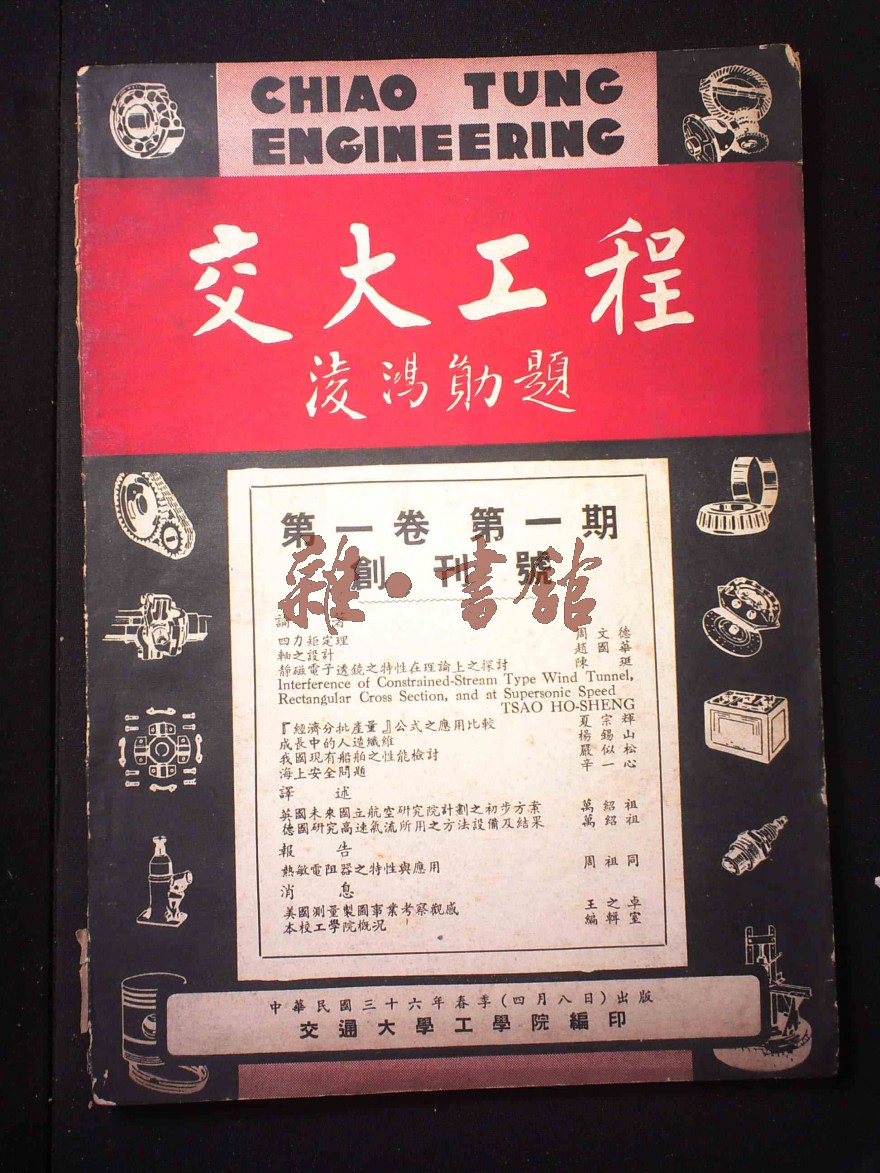 CHIAO TUNG
ENGINEERING
交大工程
淩鴻勛題
第一卷 第一期
創刊號
雜·書館
論著
四力矩定理 周文德
軸之設計 趙國華
靜磁電子透鏡之特性在理論上之探討 陳珽
Interference of Constrained-Stream Type Wind Tunnel,
Rectangular Cross Section, and at Supersonic Speed
TSAO HO-SHENG
『經濟分批產量』公式之應用比較 夏宗輝
成長中的人造纖維 楊錫山
我國現有船舶之性能檢討 嚴似松
海上安全問題 辛一心
譯述
英國未來國立航空研究院計劃之初步方案 萬紹祖
德國研究高速氣流所用之方法設備及結果 萬紹祖
報告
熱敏電阻器之特性與應用 周祖同
消息
美國測量製圖事業考察觀感 王之卓
本校工學院概況 編輯室
中華民國三十六年春季(四月八日)出版
交通大學工學院編印